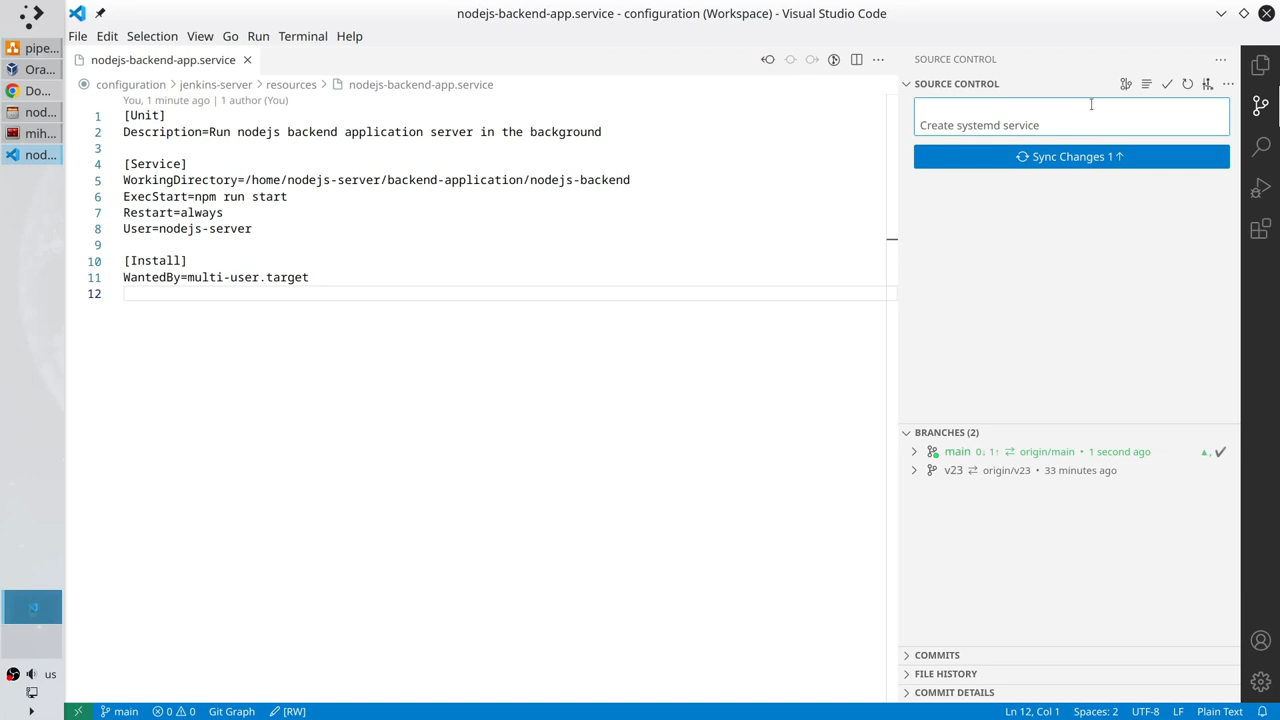 nodejs-backend-app.service - configuration (Workspace) - Visual Studio Code
pipe...
Ora...
Do...
nod...
mih...
nod...
us
File Edit Selection View Go Run Terminal Help
nodejs-backend-app.service
configuration > jenkins-server > resources > nodejs-backend-app.service
You, 1 minute ago | 1 author (You)
1 [Unit]
2 Description=Run nodejs backend application server in the background
3
4 [Service]
5 WorkingDirectory=/home/nodejs-server/backend-application/nodejs-backend
6 ExecStart=npm run start
7 Restart=always
8 User=nodejs-server
9
10 [Install]
11 WantedBy=multi-user.target
12
SOURCE CONTROL
SOURCE CONTROL
Create systemd service
Sync Changes 1↑
BRANCHES (2)
main 0↓ 1↑ ⇄ origin/main • 1 second ago
v23 ⇄ origin/v23 • 33 minutes ago
COMMITS
FILE HISTORY
COMMIT DETAILS
main 0 0 Git Graph [RW] Ln 12, Col 1 Spaces: 2 UTF-8 LF Plain Text